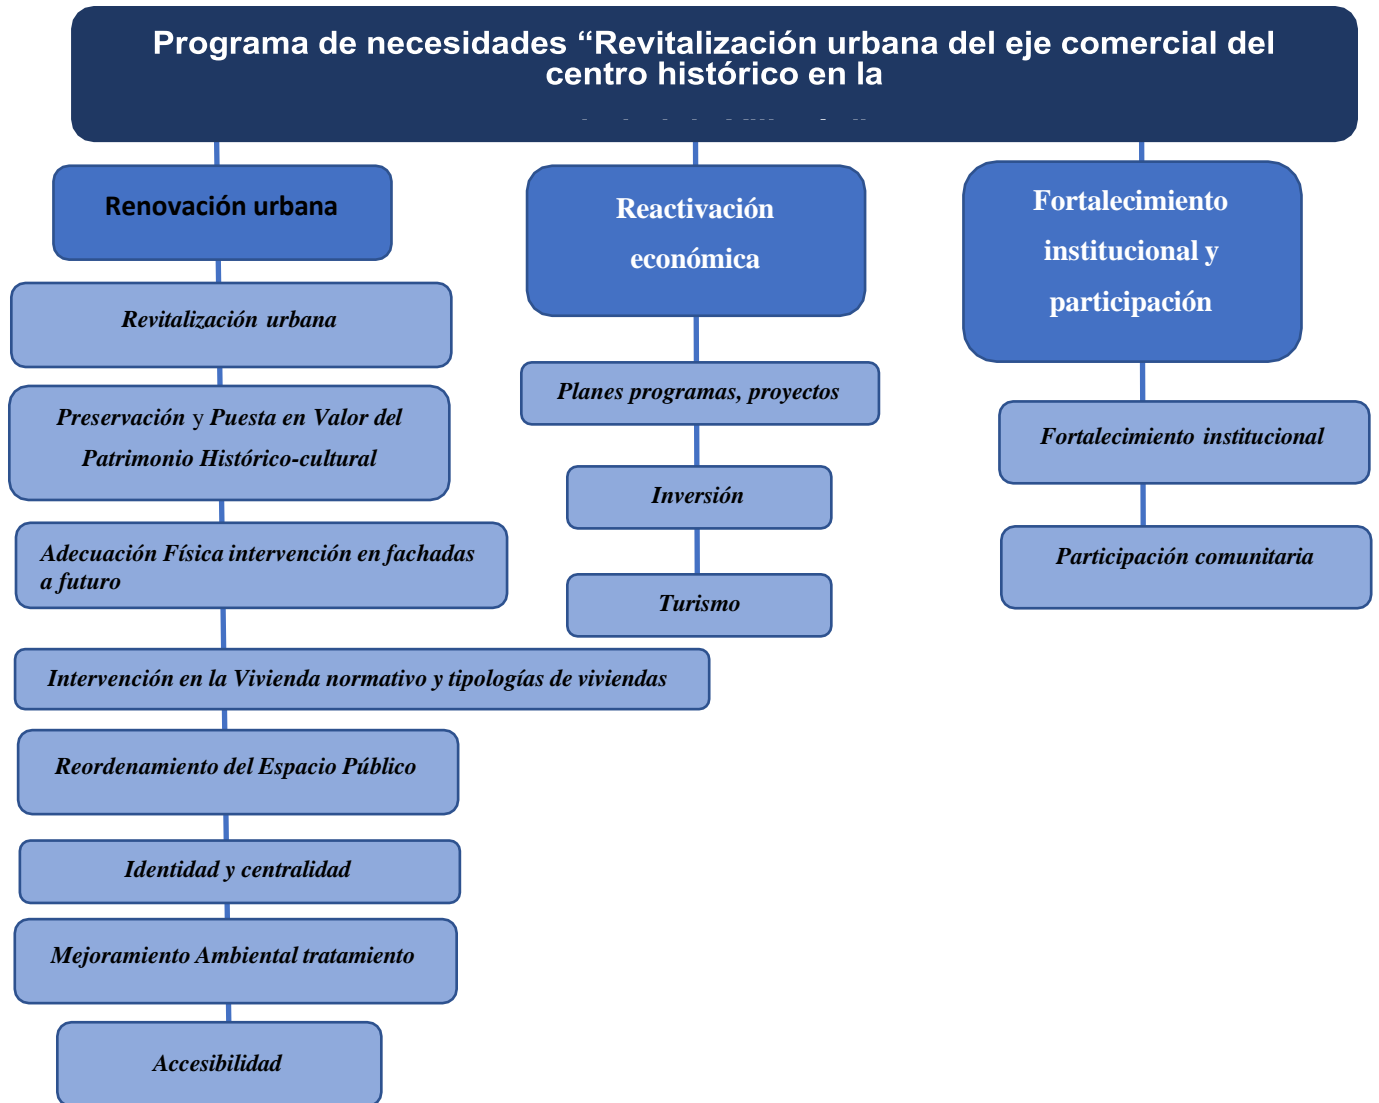 Programa de necesidades “Revitalización urbana del eje comercial del
centro histórico en la
Renovación urbana
Revitalización urbana
Preservación y Puesta en Valor del
Patrimonio Histórico-cultural
Adecuación Física intervención en fachadas
a futuro
Intervención en la Vivienda normativo y tipologías de viviendas
Reordenamiento del Espacio Público
Identidad y centralidad
Mejoramiento Ambiental tratamiento
Accesibilidad
Reactivación
económica
Planes programas, proyectos
Inversión
Turismo
Fortalecimiento
institucional y
participación
Fortalecimiento institucional
Participación comunitaria